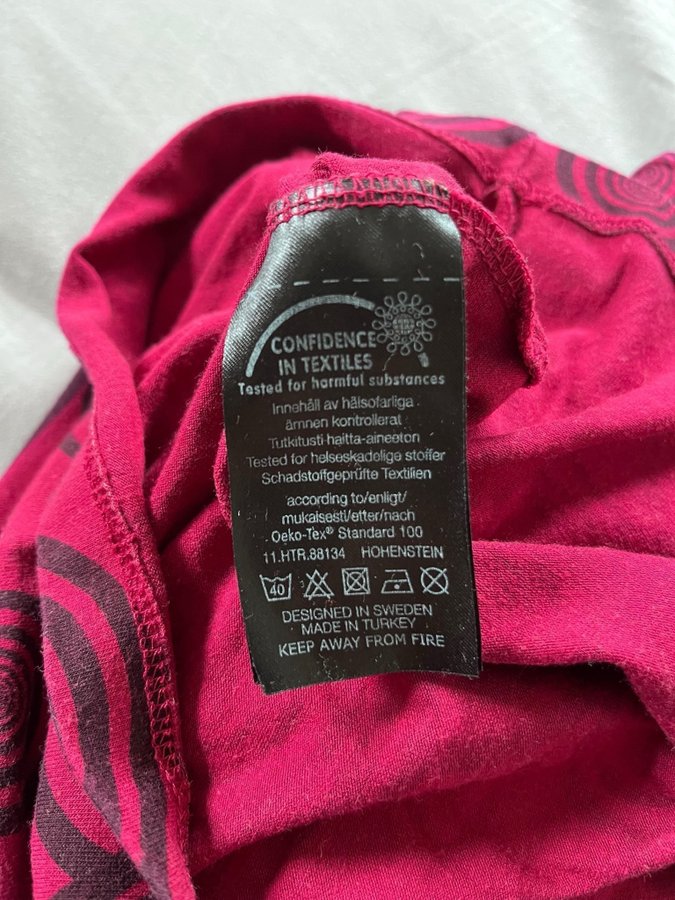 CONFIDENCE
IN TEXTILES
Tested for harmful substances
Innehåll av hälsofarliga
ämnen kontrollerat
Tutkitusti haitta-aineeton
Tested for helseskadelige stoffer
Schadstoffgeprüfte Textilien
according to/enligt/
mukaisesti/etter/nach
Oeko-Tex® Standard 100
11.HTR.88134 HOHENSTEIN
40
DESIGNED IN SWEDEN
MADE IN TURKEY
KEEP AWAY FROM FIRE